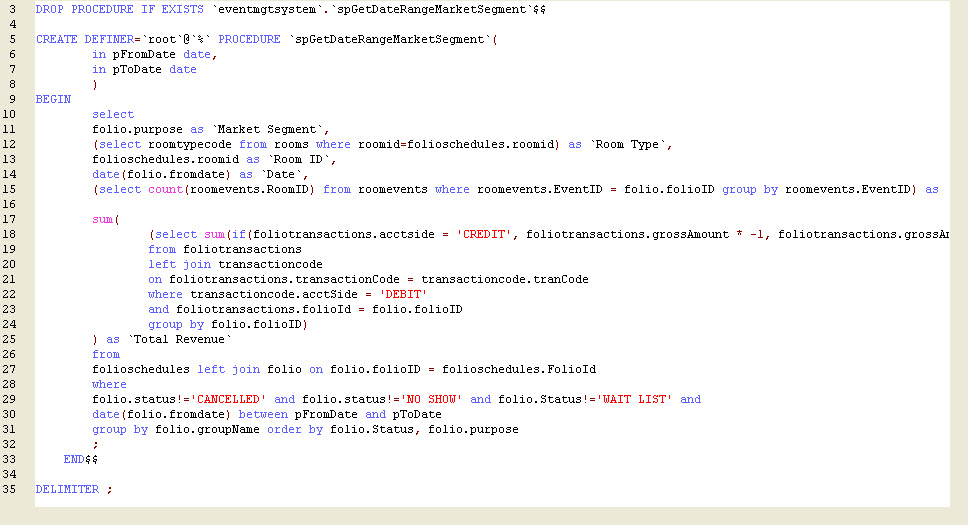 3 DROP PROCEDURE IF EXISTS `eventmgtsystem`.`spGetDateRangeMarketSegment`$$
4
5 CREATE DEFINER=`root`@`%` PROCEDURE `spGetDateRangeMarketSegment`(
6 in pFromDate date,
7 in pToDate date
8 )
9 BEGIN
10 select
11 folio.purpose as `Market Segment`,
12 (select roomtypecode from rooms where roomid=folioschedules.roomid) as `Room Type`,
13 folioschedules.roomid as `Room ID`,
14 date(folio.fromdate) as `Date`,
15 (select count(roomevents.RoomID) from roomevents where roomevents.EventID = folio.folioID group by roomevents.EventID) as
16
17 sum(
18 (select sum(if(foliotransactions.acctside = 'CREDIT', foliotransactions.grossAmount * -1, foliotransactions.grossAm
19 from foliotransactions
20 left join transactioncode
21 on foliotransactions.transactionCode = transactioncode.tranCode
22 where transactioncode.acctSide = 'DEBIT'
23 and foliotransactions.folioId = folio.folioID
24 group by folio.folioID)
25 ) as `Total Revenue`
26 from
27 folioschedules left join folio on folio.folioID = folioschedules.FolioId
28 where
29 folio.status!='CANCELLED' and folio.status!='NO SHOW' and folio.Status!='WAIT LIST' and
30 date(folio.fromdate) between pFromDate and pToDate
31 group by folio.groupName order by folio.Status, folio.purpose
32 ;
33 END$$
34
35 DELIMITER ;